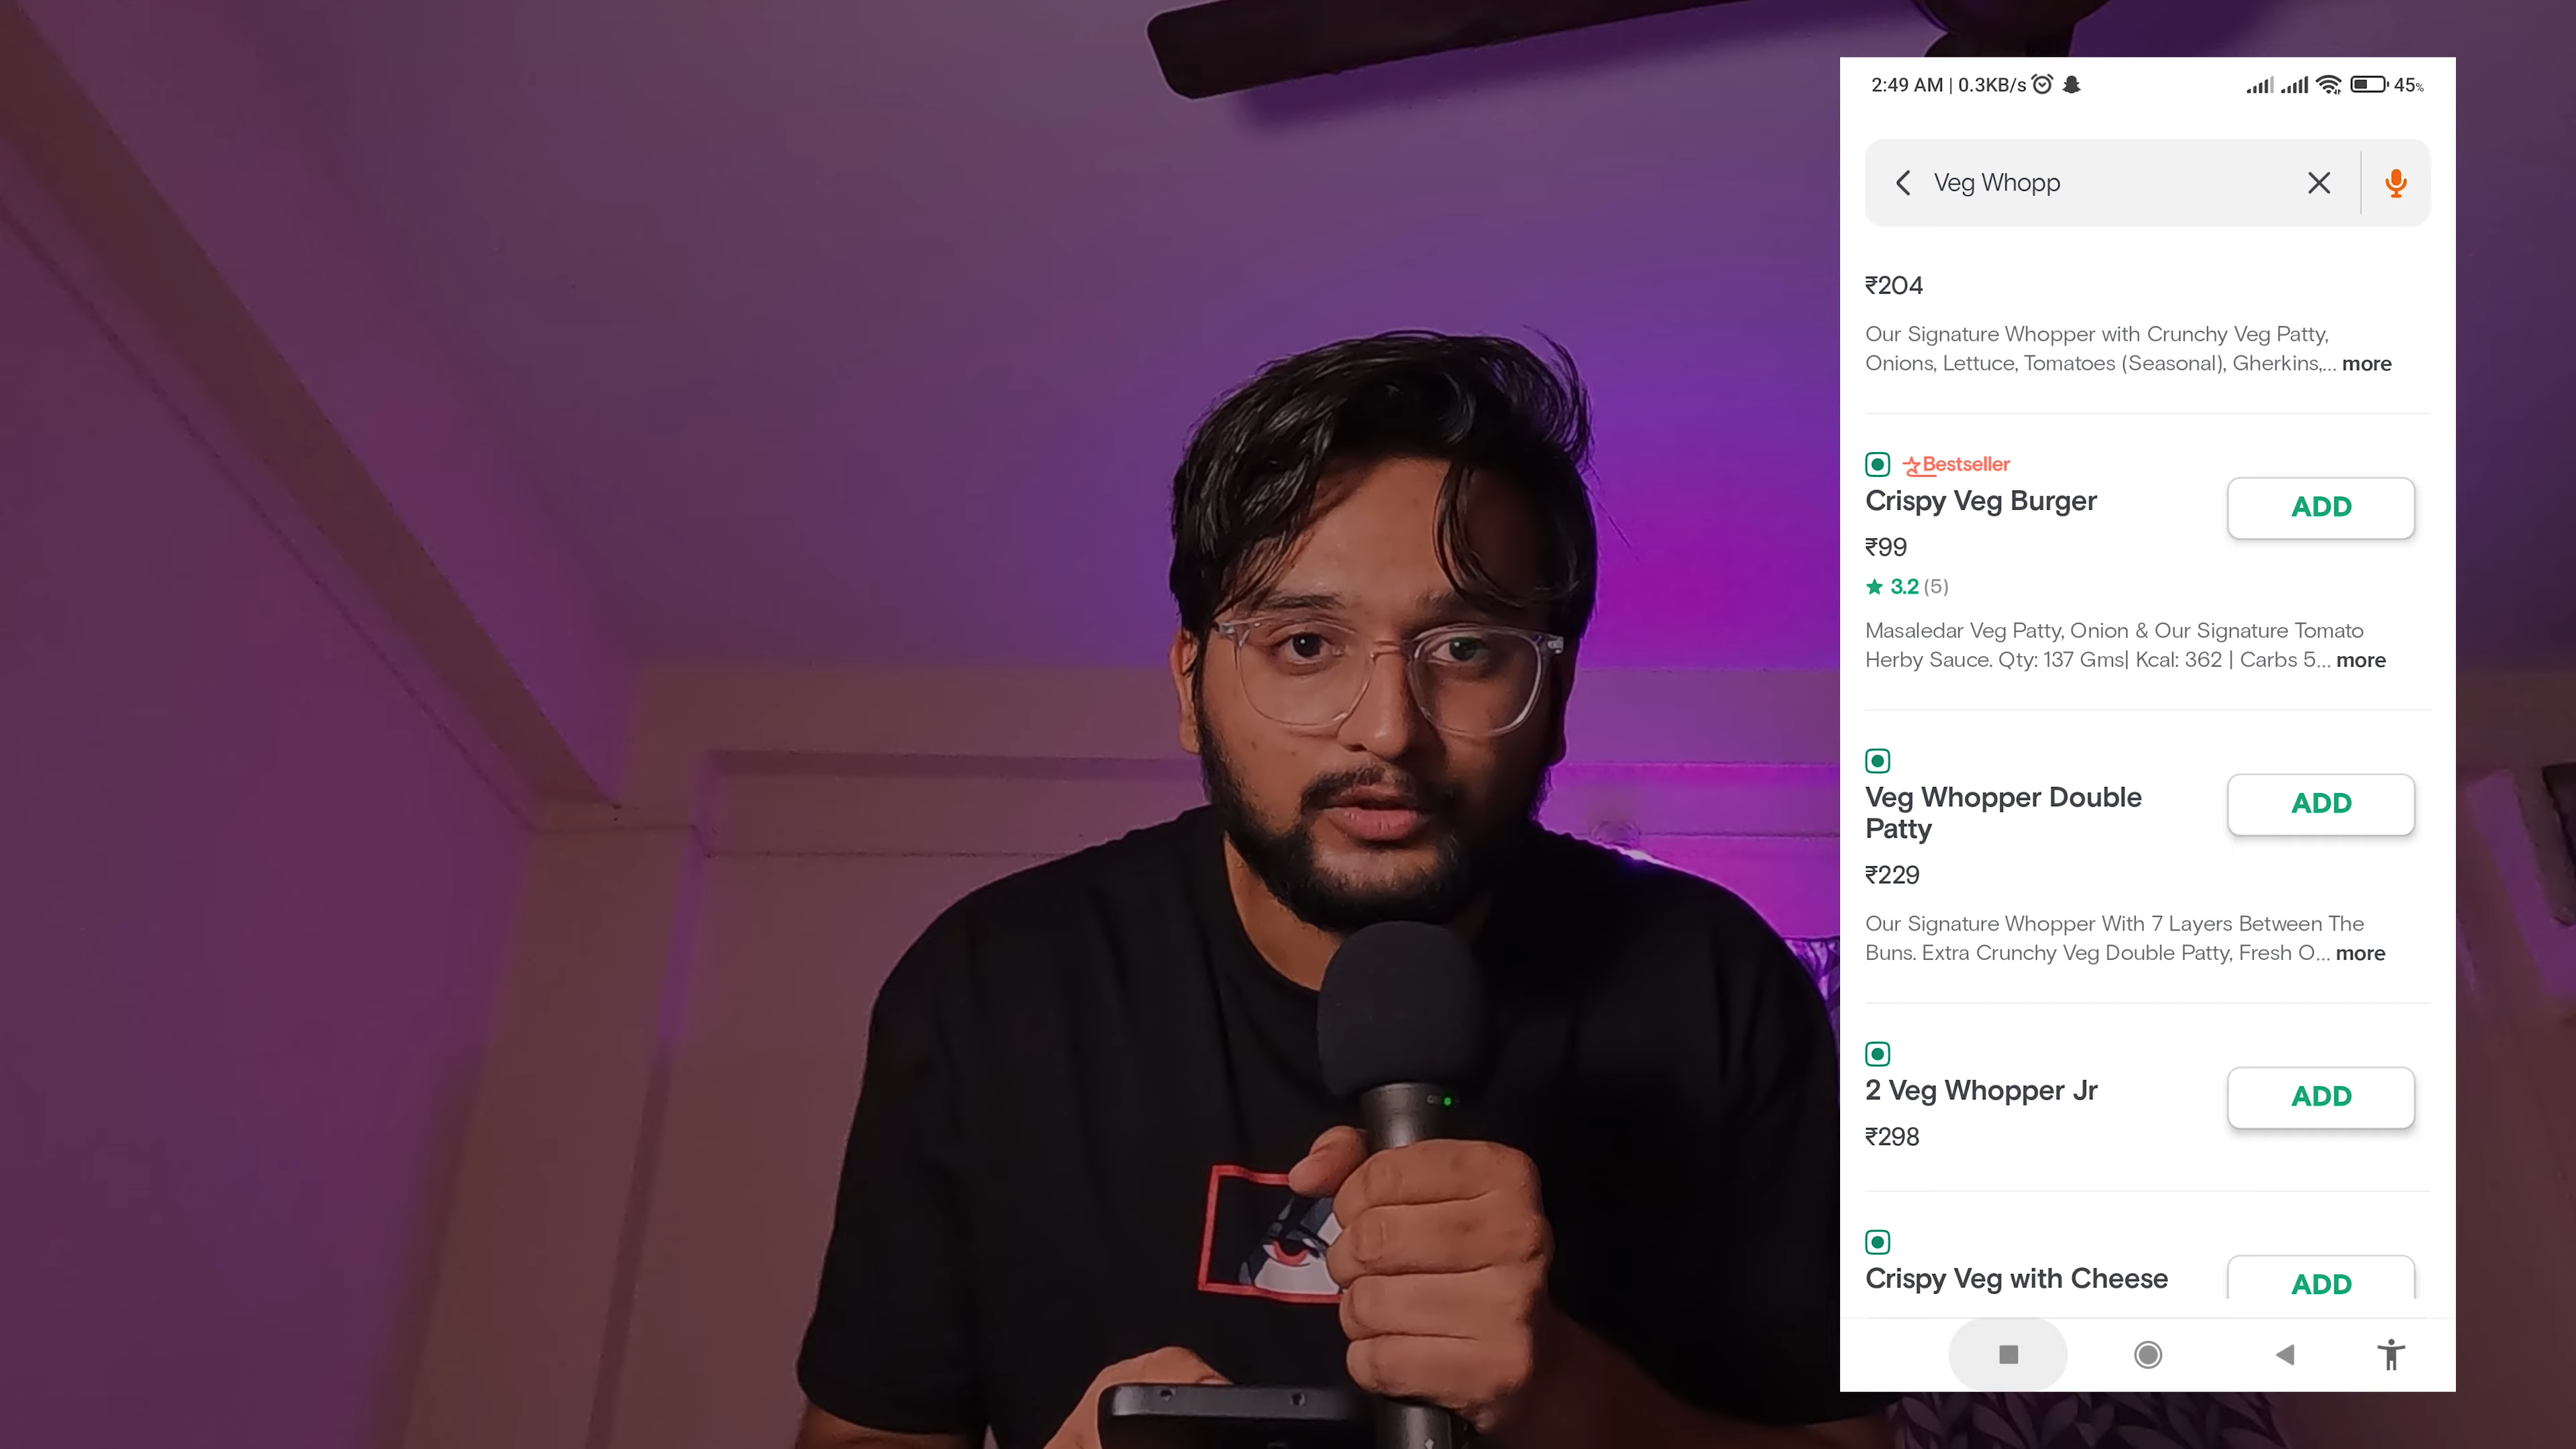 2:49 AM | 0.3KB/s
45%
Veg Whopp
₹204
Our Signature Whopper with Crunchy Veg Patty,
Onions, Lettuce, Tomatoes (Seasonal), Gherkins,... more
Bestseller
Crispy Veg Burger
ADD
₹99
3.2 (5)
Masaledar Veg Patty, Onion & Our Signature Tomato
Herby Sauce. Qty: 137 Gms| Kcal: 362 | Carbs 5... more
Veg Whopper Double
Patty
ADD
₹229
Our Signature Whopper With 7 Layers Between The
Buns. Extra Crunchy Veg Double Patty, Fresh O... more
2 Veg Whopper Jr
ADD
₹298
Crispy Veg with Cheese
ADD